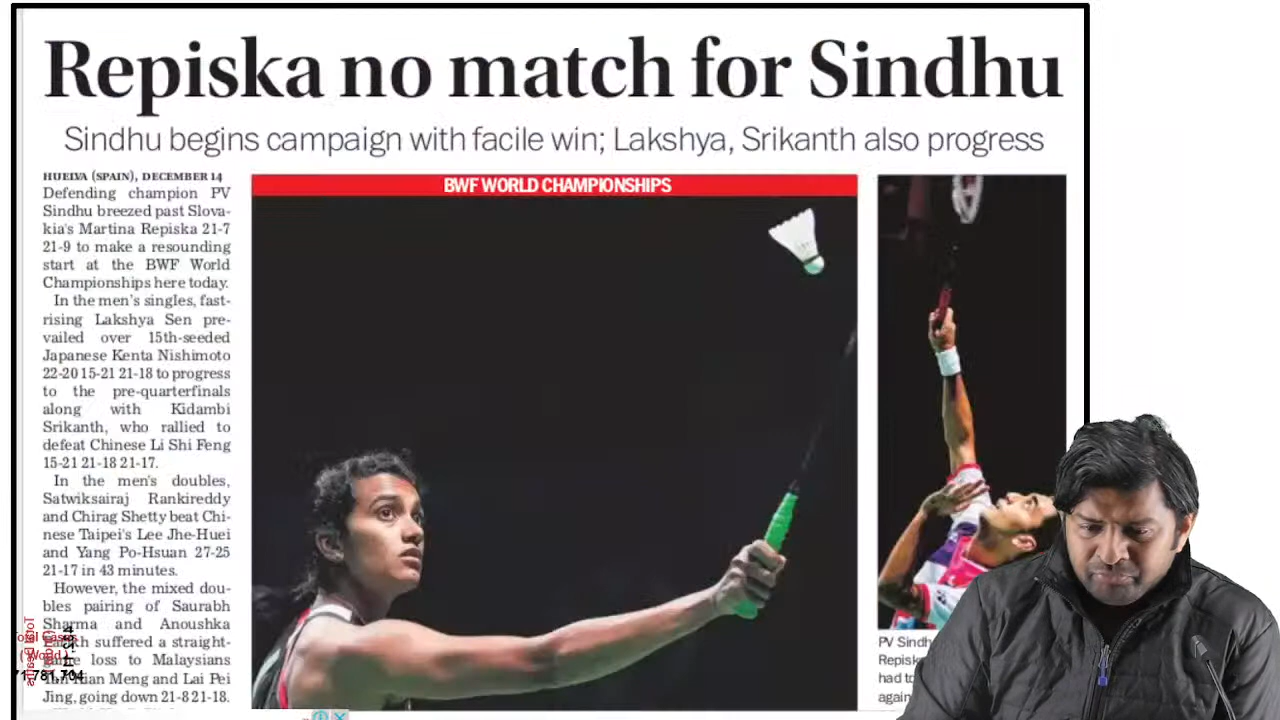 Repiska no match for Sindhu
Sindhu begins campaign with facile win; Lakshya, Srikanth also progress
HUELVA (SPAIN), DECEMBER 14
Defending champion PV
Sindhu breezed past Slova-
kia's Martina Repiska 21-7
21-9 to make a resounding
start at the BWF World
Championships here today.
In the men's singles, fast-
rising Lakshya Sen pre-
vailed over 15th-seeded
Japanese Kenta Nishimoto
22-20 15-21 21-18 to progress
to the pre-quarterfinals
along with Kidambi
Srikanth, who rallied to
defeat Chinese Li Shi Feng
15-21 21-18 21-17.
In the men's doubles,
Satwiksairaj Rankireddy
and Chirag Shetty beat Chi-
nese Taipei's Lee Jhe-Huei
and Yang Po-Hsuan 27-25
21-17 in 43 minutes.
However, the mixed dou-
bles pairing of Saurabh
Sharma and Anoushka
suffered a straight-
loss to Malaysians
Meng and Lai Pei
Jing, going down 21-8 21-18.
BWF WORLD CHAMPIONSHIPS
PV Sindh
Repisk
had to
again